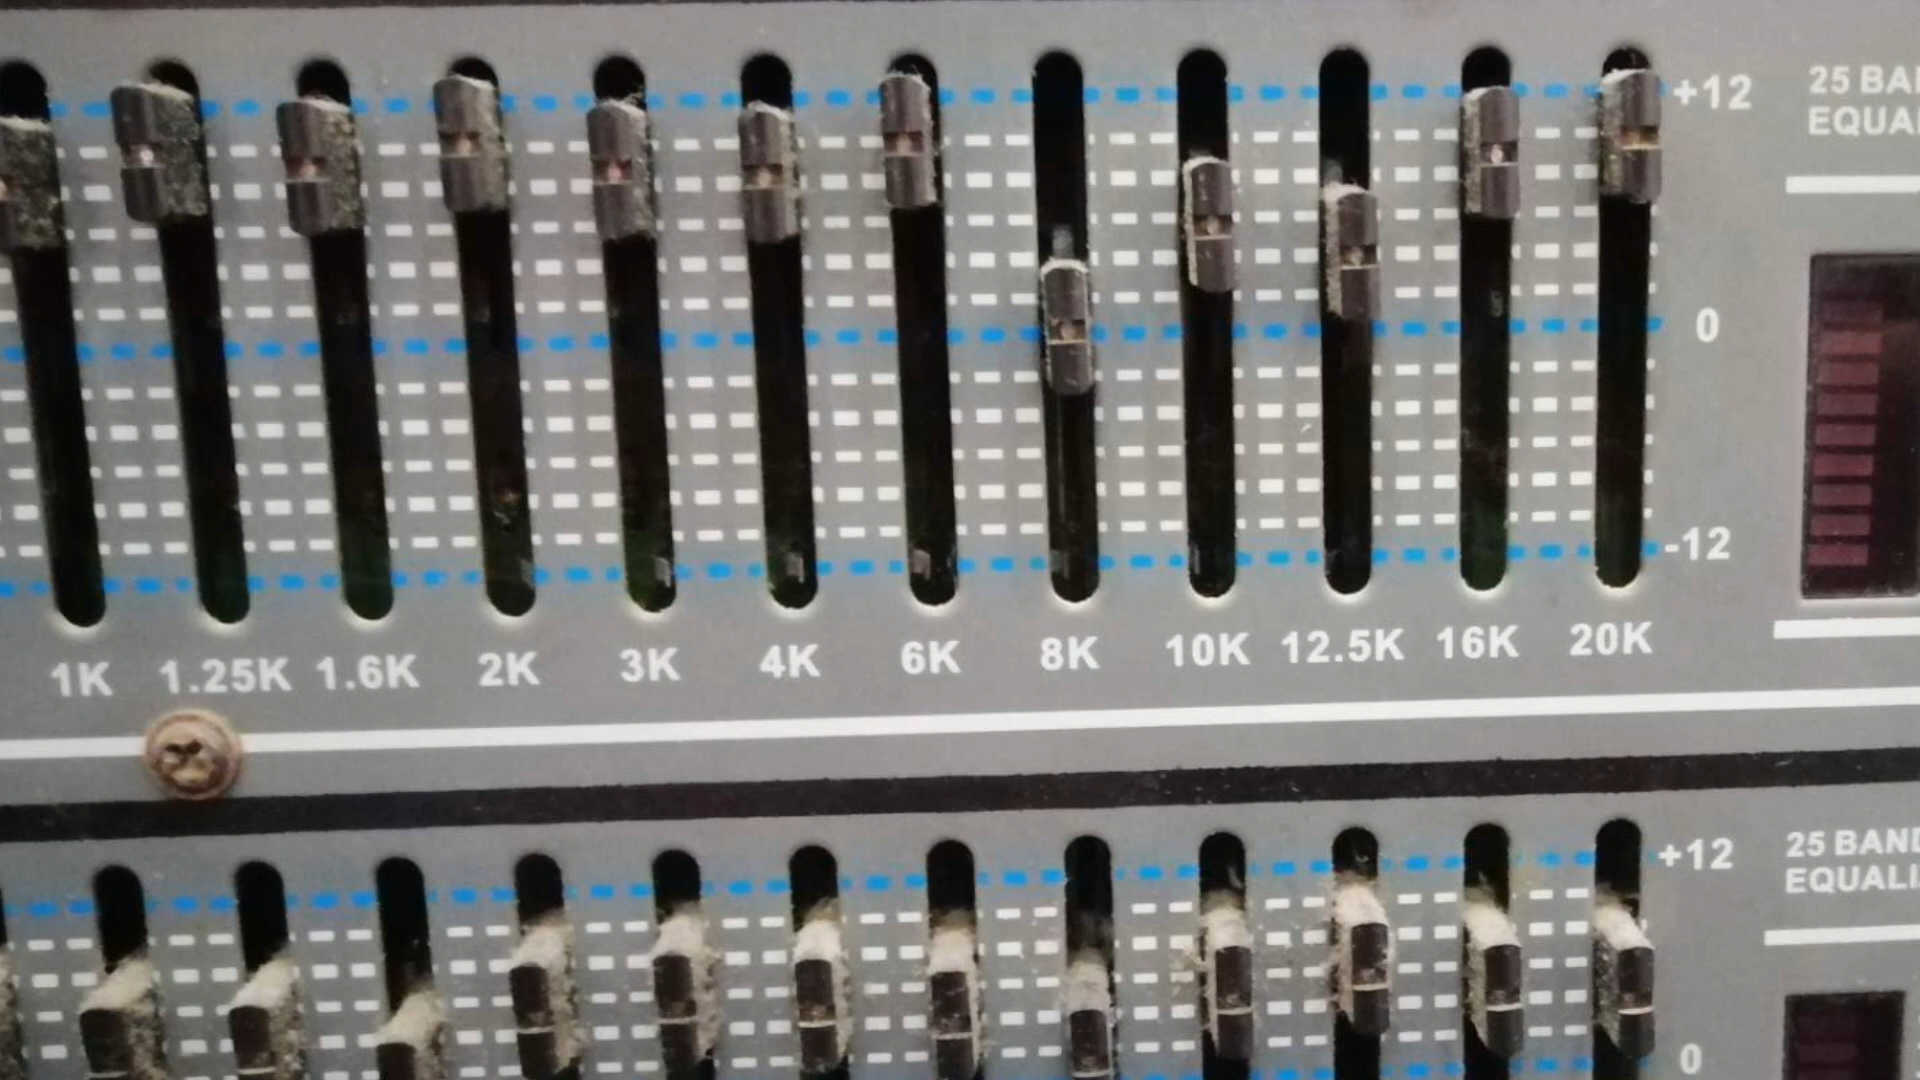 +12
25 BA
EQUA
0
-12
1K 1.25K 1.6K 2K 3K 4K 6K 8K 10K 12.5K 16K 20K
+12
25 BAND
EQUALI
0